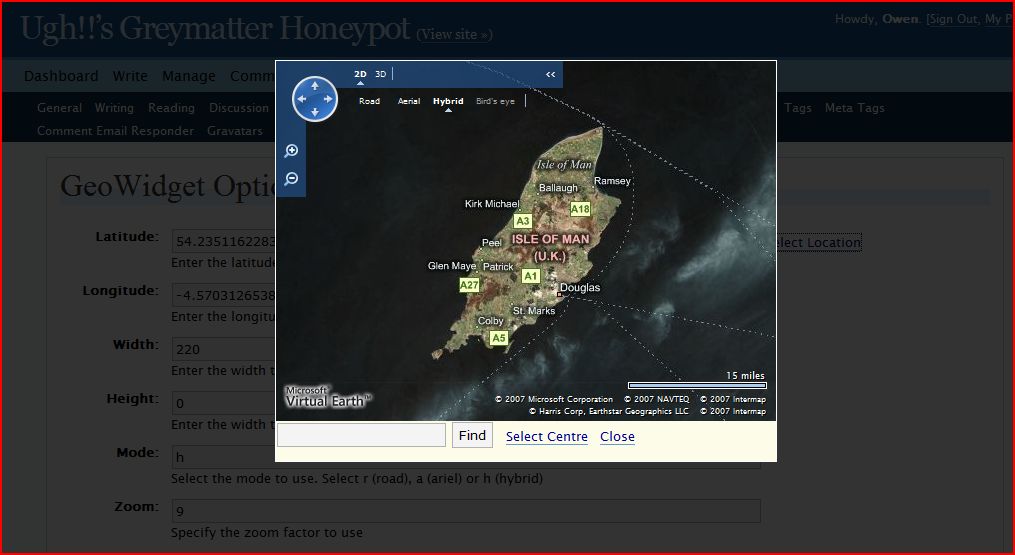 Ugh!!'s Greymatter Honeypot (View site »)
Howdy, Owen. [Sign Out, My P
Dashboard Write Manage Comm
General Writing Reading Discussion Tags Meta Tags
Comment Email Responder Gravatars
GeoWidget Optio
Latitude: 54.2351162283
elect Location
Enter the latitude
Longitude: -4.5703126538
Enter the longitu
Width: 220
Enter the width t
Height: 0
Enter the width t
Mode: h
Select the mode to use. Select r (road), a (ariel) or h (hybrid)
Zoom: 9
Specify the zoom factor to use
2D 3D «
Road Aerial Hybrid Bird's eye
Isle of Man
Ballaugh Ramsey
Kirk Michael A18
A3
ISLE OF MAN
(U.K.)
Peel
Glen Maye Patrick A1
A27 Douglas
St. Marks
Colby
A5
15 miles
Microsoft®
Virtual Earth™
© 2007 Microsoft Corporation © 2007 NAVTEQ © 2007 Intermap
© Harris Corp, Earthstar Geographics LLC © 2007 Intermap
Find Select Centre Close